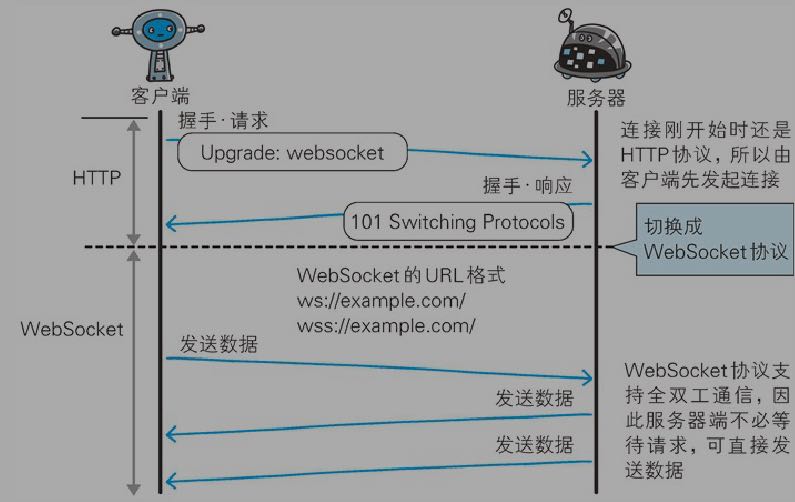 客户端
服务器
握手·请求
Upgrade: websocket
连接刚开始时还是
HTTP协议，所以由
客户端先发起连接
HTTP
握手·响应
101 Switching Protocols
切换成
WebSocket协议
WebSocket的URL格式
ws://example.com/
wss://example.com/
WebSocket
发送数据
WebSocket协议支
持全双工通信，因
此服务器端不必等
待请求，可直接发
送数据
发送数据
发送数据